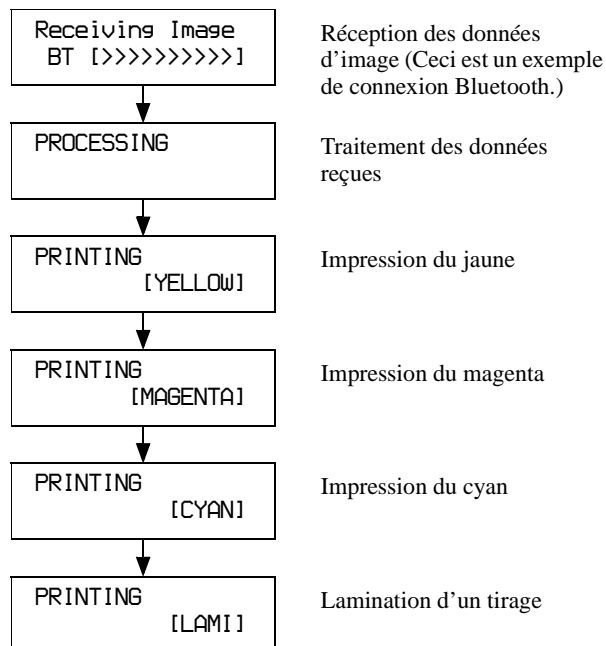 Receiving Image
BT [>>>>>>>>>>]
Réception des données
d’image (Ceci est un exemple
de connexion Bluetooth.)
PROCESSING
Traitement des données
reçues
PRINTING
[YELLOW]
Impression du jaune
PRINTING
[MAGENTA]
Impression du magenta
PRINTING
[CYAN]
Impression du cyan
PRINTING
[LAMI]
Lamination d’un tirage